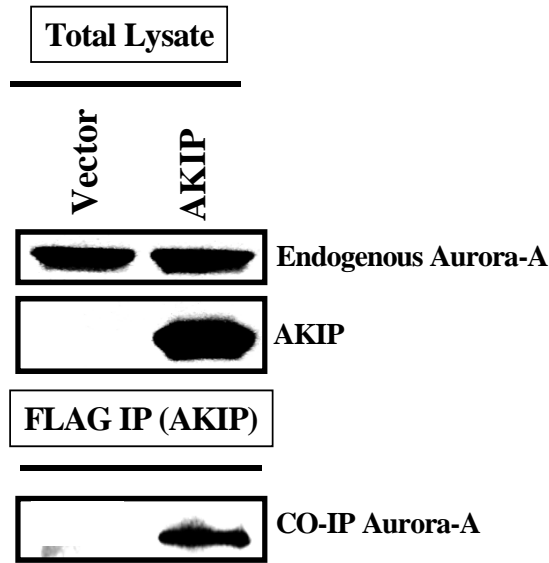 Total Lysate
Vector
AKIP
Endogenous Aurora-A
AKIP
FLAG IP (AKIP)
CO-IP Aurora-A